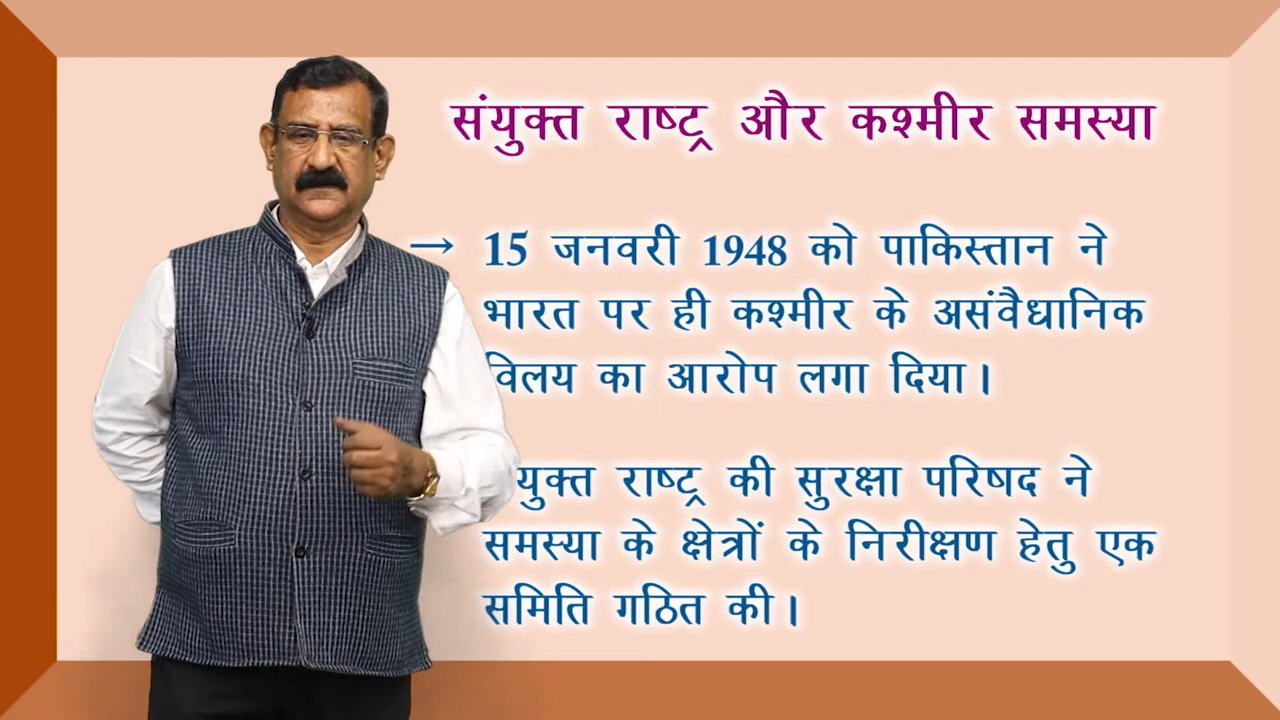 संयुक्त राष्ट्र और कश्मीर समस्या
→ 15 जनवरी 1948 को पाकिस्तान ने
भारत पर ही कश्मीर के असंवैधानिक
विलय का आरोप लगा दिया।
राष्ट्र की सुरक्षा परिषद ने
समस्या के क्षेत्रों के निरीक्षण हेतु एक
समिति गठित की।